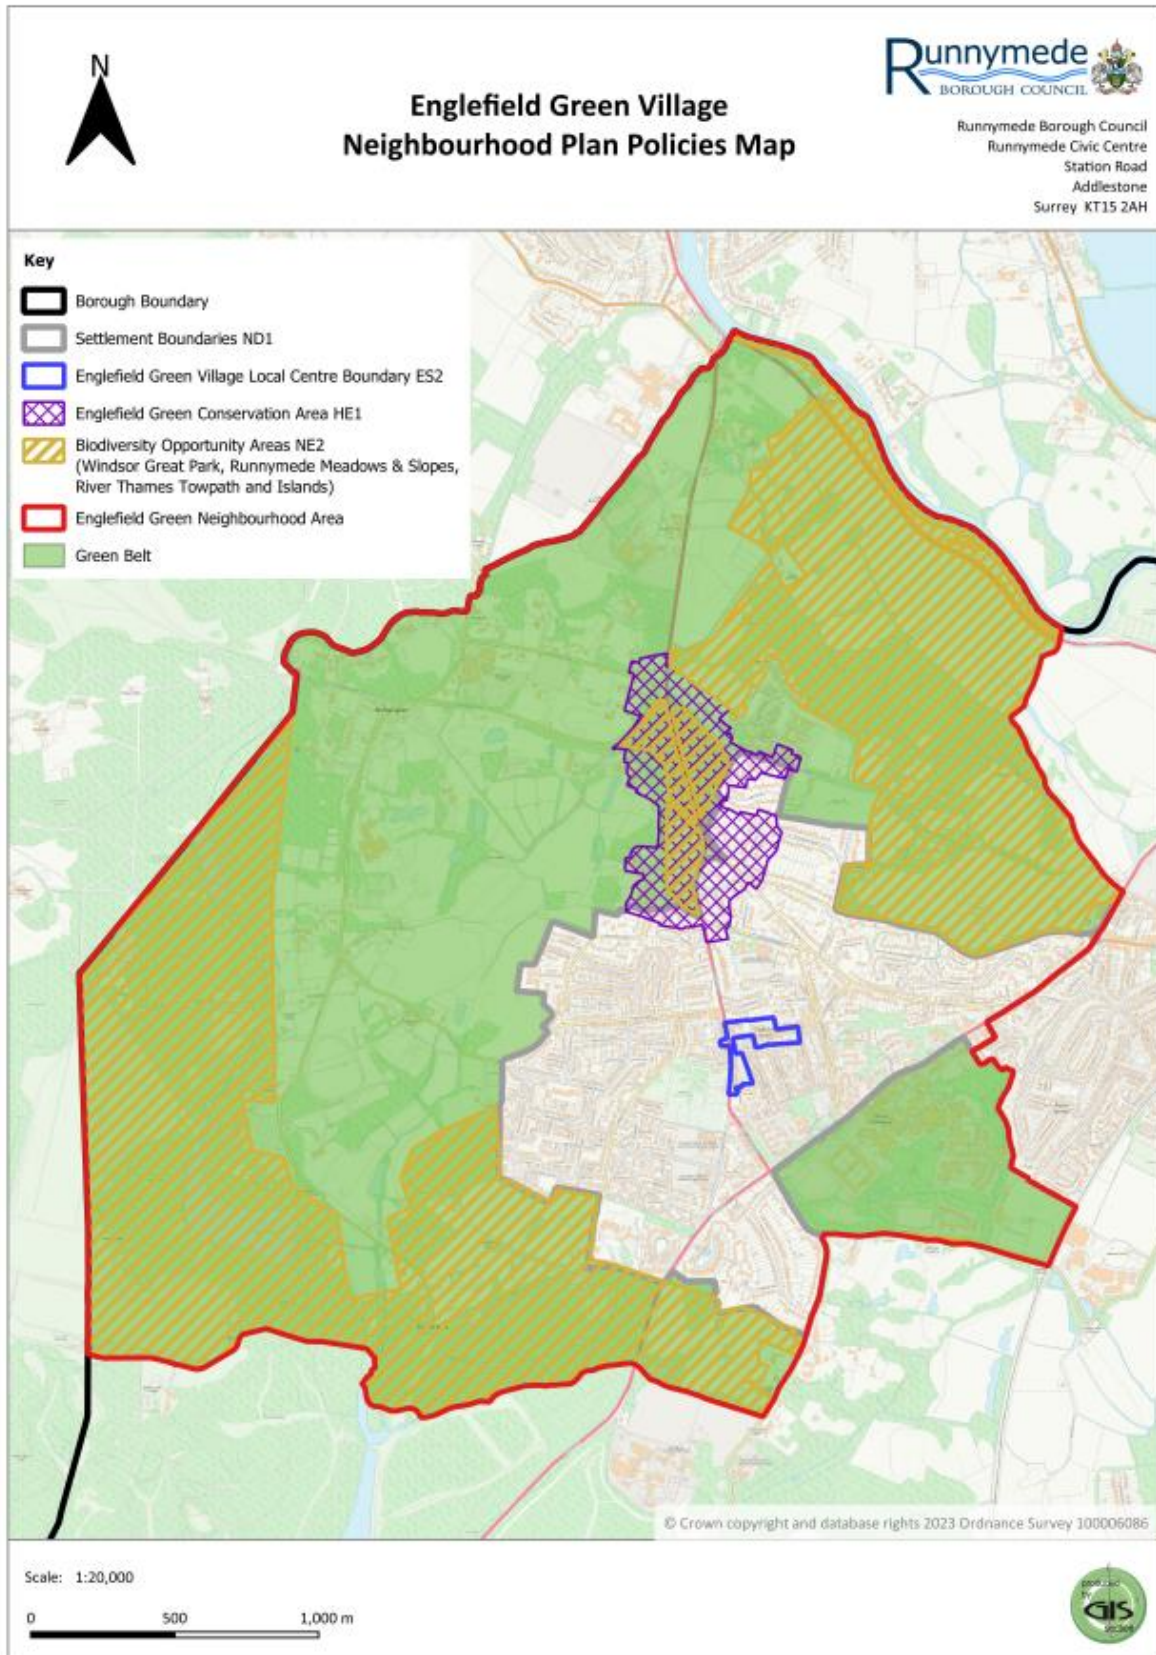 N
Englefield Green Village
Neighbourhood Plan Policies Map
Runnymede
BOROUGH COUNCIL
Runnymede Borough Council
Runnymede Civic Centre
Station Road
Addlestone
Surrey KT15 2AH
Key
Borough Boundary
Settlement Boundaries ND1
Englefield Green Village Local Centre Boundary ES2
Englefield Green Conservation Area HE1
Biodiversity Opportunity Areas NE2
(Windsor Great Park, Runnymede Meadows & Slopes,
River Thames Towpath and Islands)
Englefield Green Neighbourhood Area
Green Belt
© Crown copyright and database rights 2023 Ordnance Survey 100006086
Scale: 1:20,000
0 500 1,000 m
produced
by
GIS
section